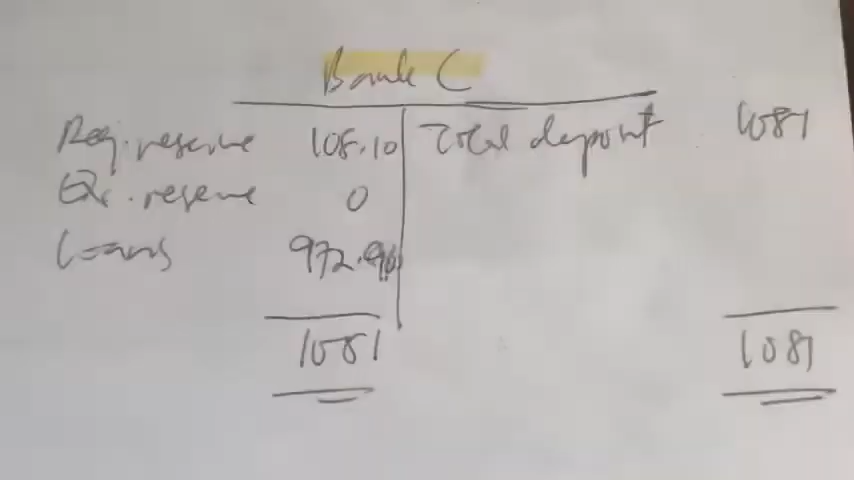 Bank C
Req. reserve 108.10 Total deposit 1081
Ex. reserve 0
Loans 972.90
1081 1081